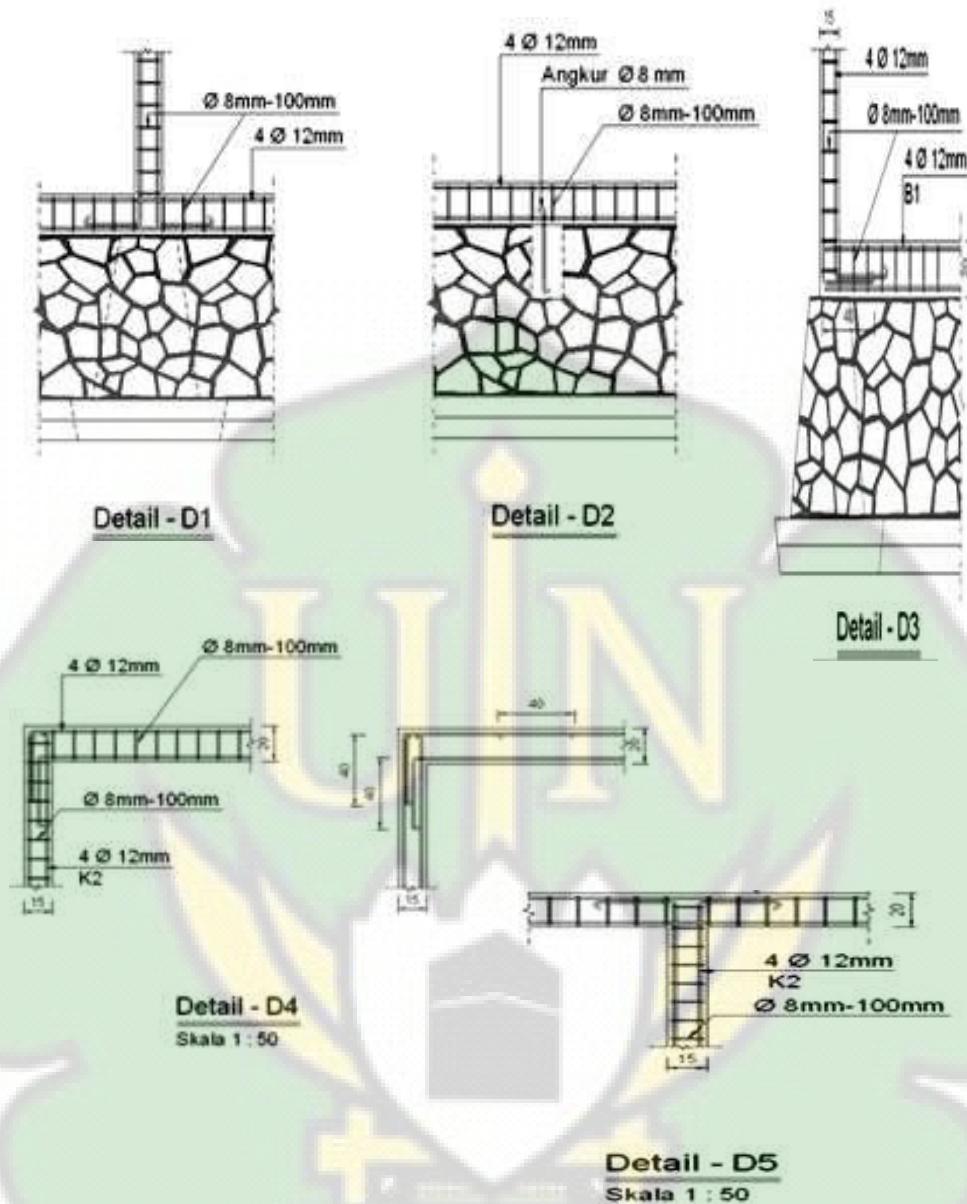 Ø 8mm-100mm
4 Ø 12mm
Detail - D1
4 Ø 12mm
Angkur Ø 8 mm
Ø 8mm-100mm
Detail - D2
15
4 Ø 12mm
Ø 8mm-100mm
4 Ø 12mm
B1
40
Detail - D3
4 Ø 12mm
Ø 8mm-100mm
20
Ø 8mm-100mm
4 Ø 12mm
K2
15
Detail - D4
Skala 1 : 50
40
20
40
40
15
20
4 Ø 12mm
K2
Ø 8mm-100mm
15
Detail - D5
Skala 1 : 50
UIN